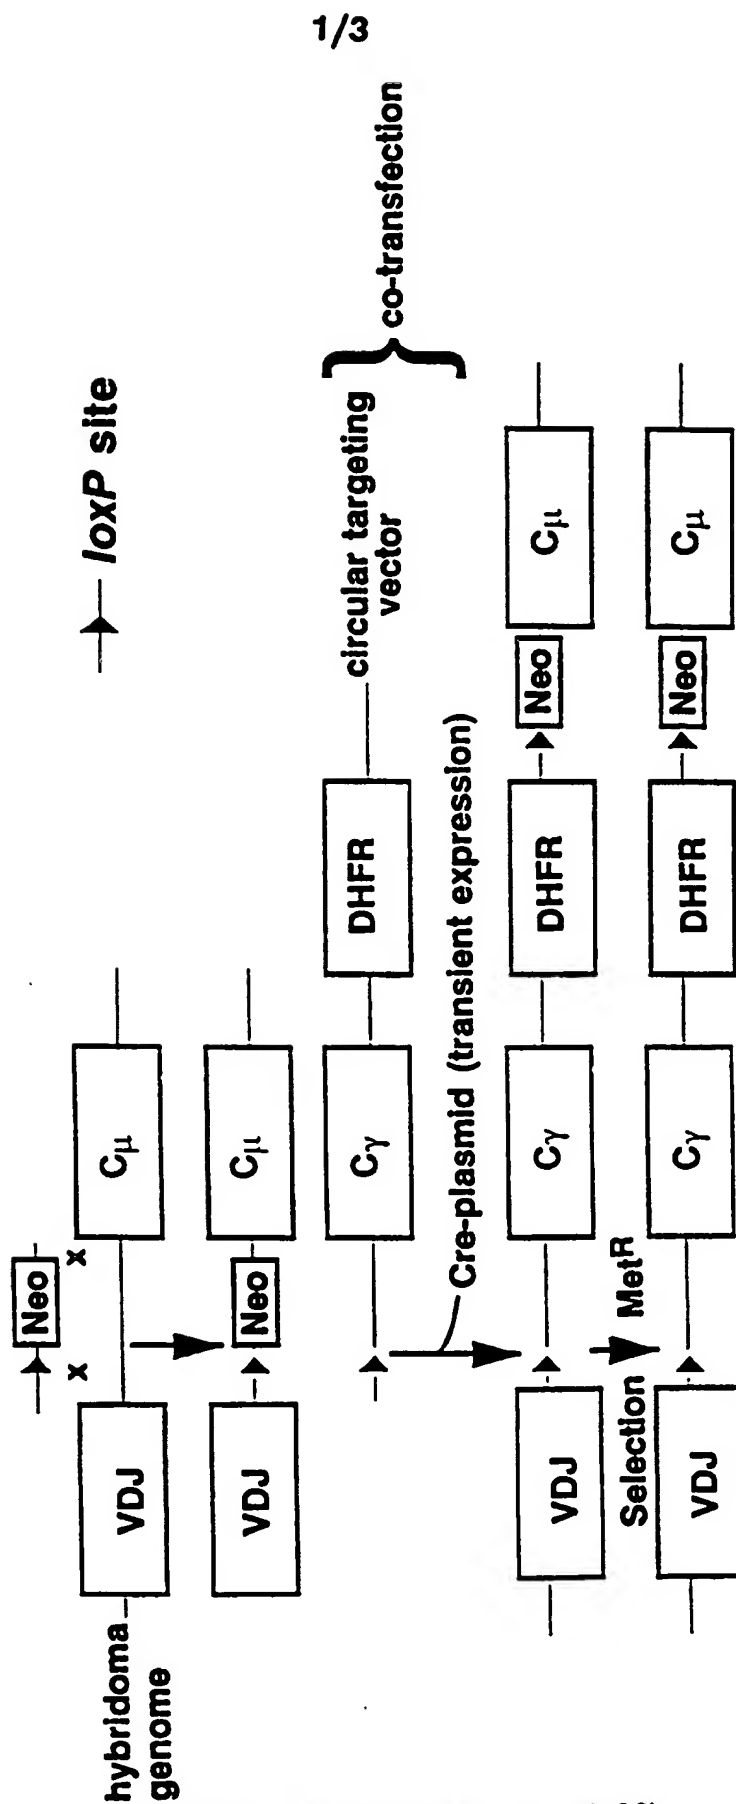 1/3
loxP site
Neo
x x
hybridoma
genome
VDJ
Cμ
VDJ
Neo
Cμ
Cγ
DHFR
circular targeting
vector
co-transfection
Cre-plasmid (transient expression)
VDJ
Cγ
DHFR
Neo
Cμ
Selection MetR
VDJ
Cγ
DHFR
Neo
Cμ